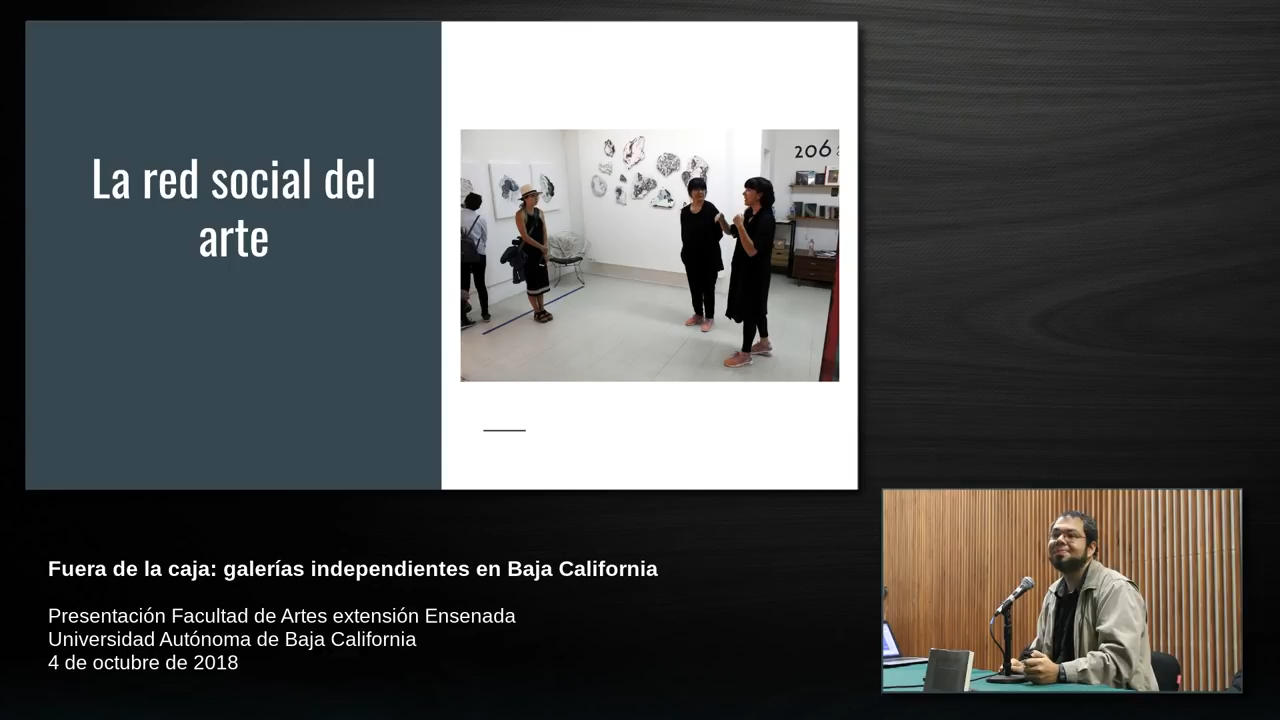 La red social del
arte
206
Fuera de la caja: galerías independientes en Baja California
Presentación Facultad de Artes extensión Ensenada
Universidad Autónoma de Baja California
4 de octubre de 2018